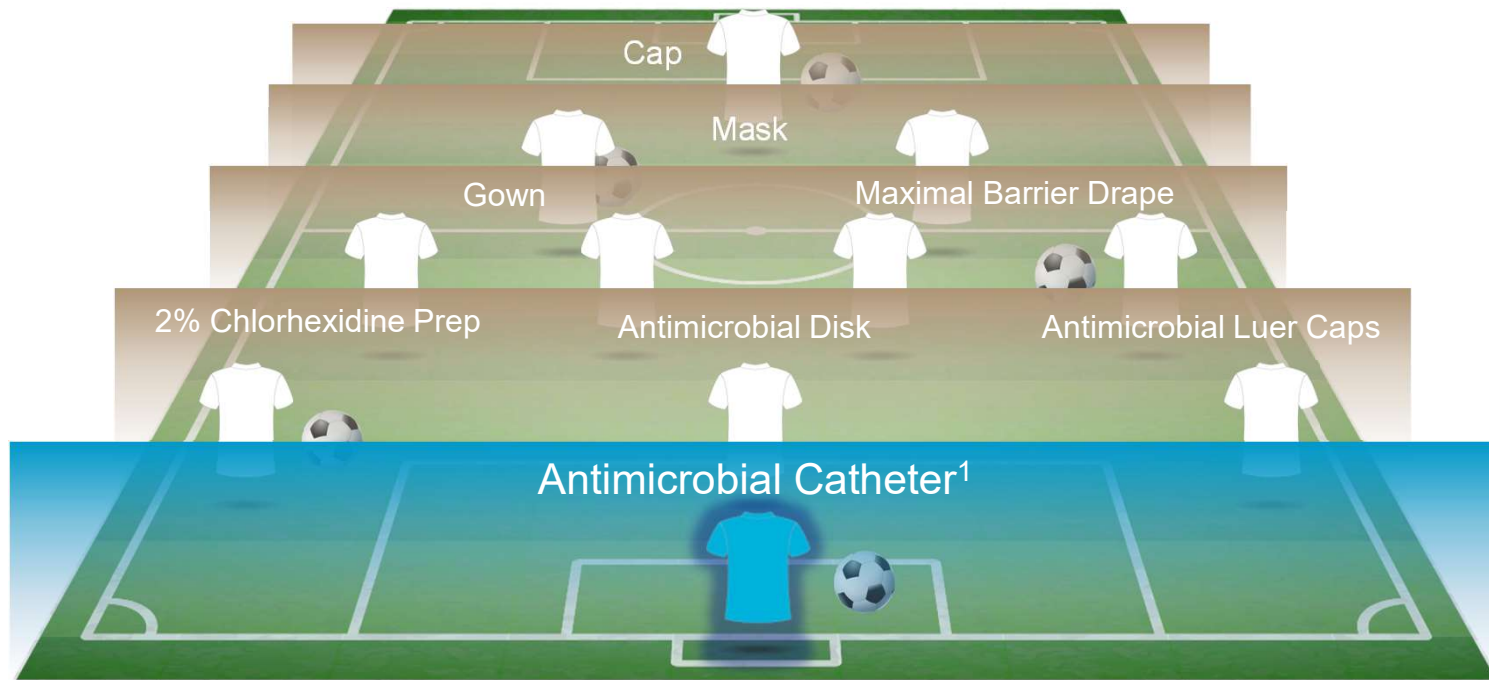 Cap
Mask
Gown
Maximal Barrier Drape
2% Chlorhexidine Prep
Antimicrobial Disk
Antimicrobial Luer Caps
Antimicrobial Catheter¹